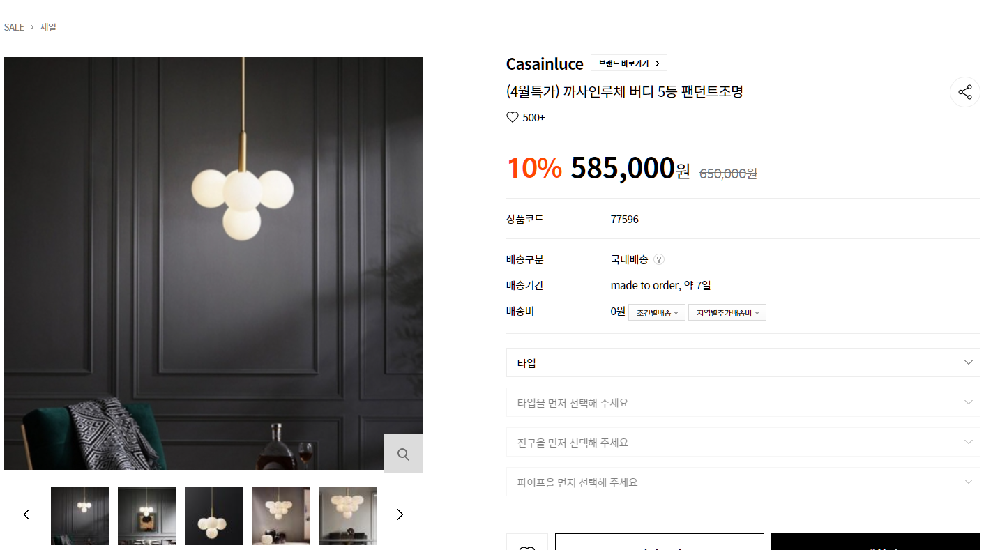 SALE > 세일
Casainluce 브랜드 바로가기 >
(4월특가) 까사인루체 버디 5등 팬던트조명
500+
10% 585,000원 650,000원
상품코드 77596
배송구분 국내배송 ?
배송기간 made to order, 약 7일
배송비 0원 조건별배송 지역별추가배송비
타입
타입을 먼저 선택해 주세요
전구을 먼저 선택해 주세요
파이프을 먼저 선택해 주세요